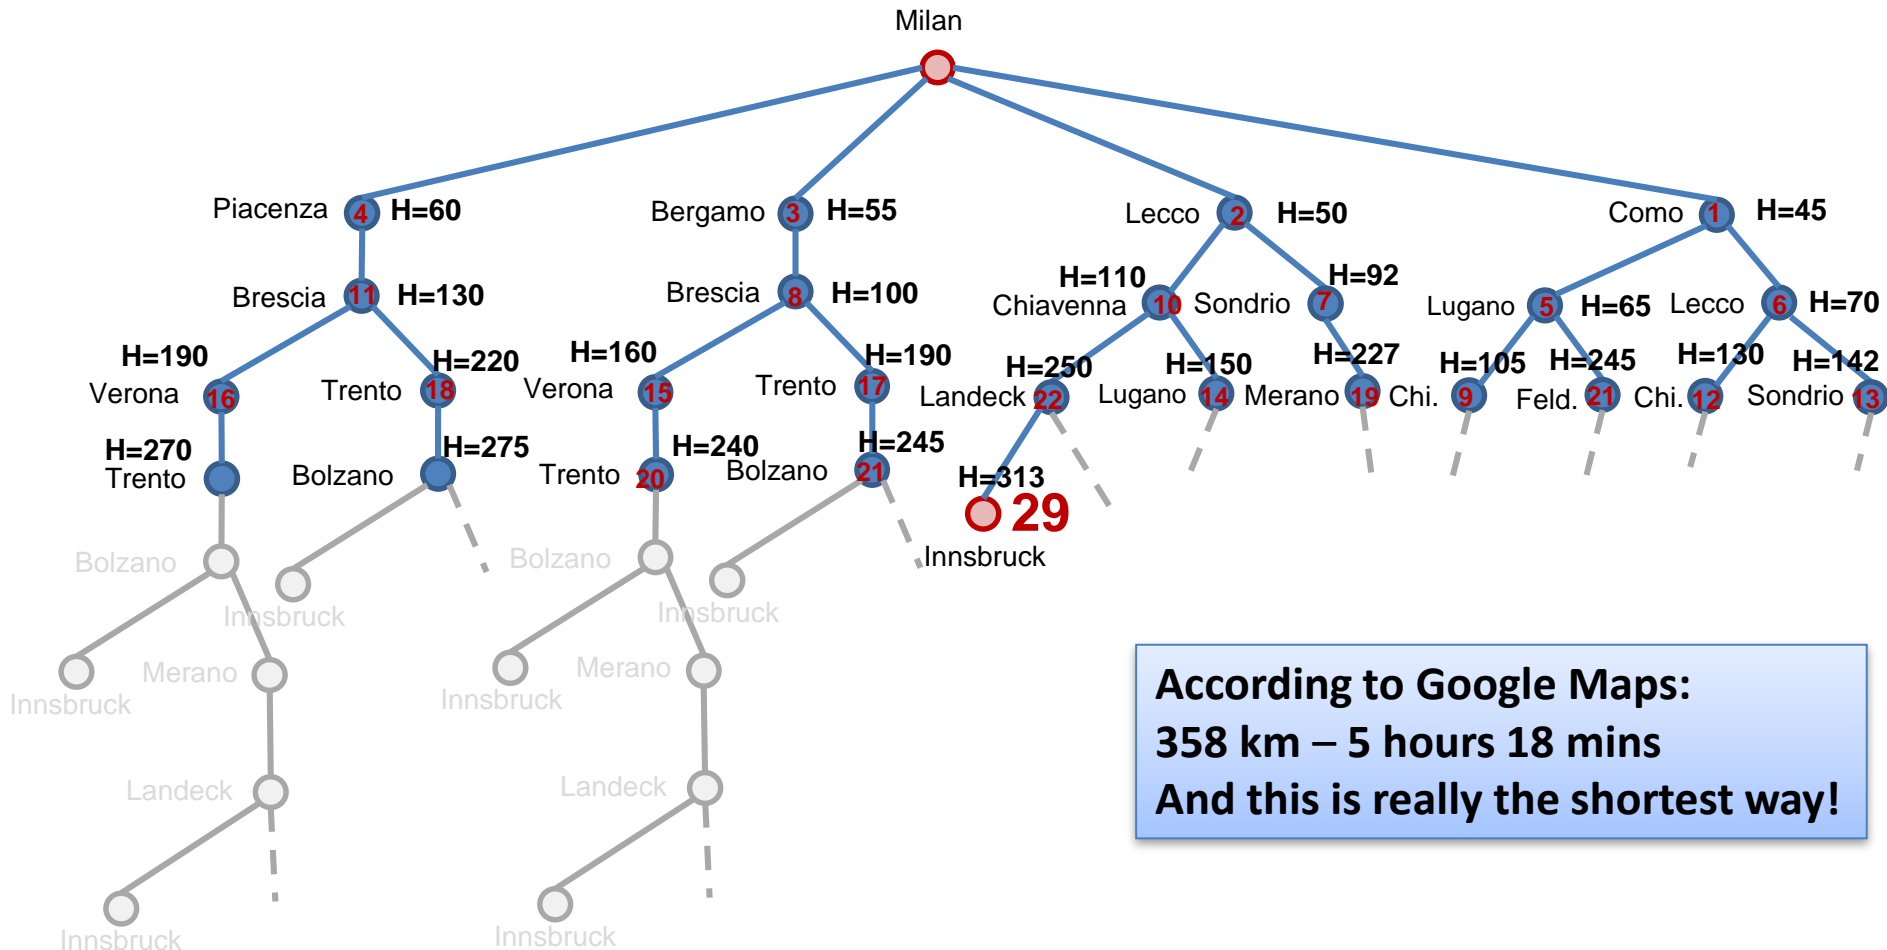 Milan
Piacenza 4 H=60
Bergamo 3 H=55
Lecco 2 H=50
Como 1 H=45
Brescia 11 H=130
Brescia 8 H=100
H=110
Chiavenna 10
H=92
Sondrio 7
Lugano 5 H=65
Lecco 6 H=70
H=190
Verona 16
H=220
Trento 18
H=160
Verona 15
H=190
Trento 17
H=250
Landeck 22
H=150
Lugano 14
H=227
Merano 19
H=105
Chi. 9
H=245
Feld. 21
H=130
Chi. 12
H=142
Sondrio 13
H=270
Trento
H=275
Bolzano
H=240
Trento 20
H=245
Bolzano 21
H=313
29
Innsbruck
Bolzano
Innsbruck
Bolzano
Innsbruck
Innsbruck
Merano
Innsbruck
Merano
Landeck
Landeck
Innsbruck
Innsbruck
According to Google Maps:
358 km – 5 hours 18 mins
And this is really the shortest way!